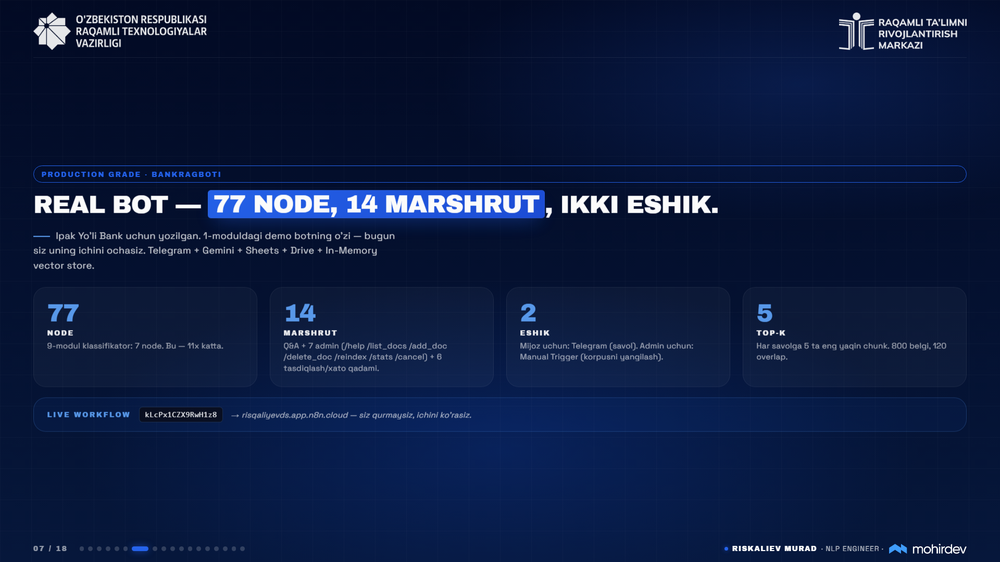 O'ZBEKISTON RESPUBLIKASI
RAQAMLI TEXNOLOGIYALAR
VAZIRLIGI
RAQAMLI TA'LIMNI
RIVOJLANTIRISH
MARKAZI
PRODUCTION GRADE · BANKRAGBOTI
REAL BOT — 77 NODE, 14 MARSHRUT, IKKI ESHIK.
Ipak Yo'li Bank uchun yozilgan. 1-moduldagi demo botning o'zi — bugun
siz uning ichini ochasiz. Telegram + Gemini + Sheets + Drive + In-Memory
vector store.
77
NODE
9-modul klassifikator: 7 node. Bu — 11x katta.
14
MARSHRUT
Q&A + 7 admin (/help /list_docs /add_doc
/delete_doc /reindex /stats /cancel) + 6
tasdiqlash/xato qadami.
2
ESHIK
Mijoz uchun: Telegram (savol). Admin uchun:
Manual Trigger (korpusni yangilash).
5
TOP-K
Har savolga 5 ta eng yaqin chunk. 800 belgi, 120
overlap.
LIVE WORKFLOW kLcPx1CZX9RwH1z8 → risqaliyevds.app.n8n.cloud — siz qurmaysiz, ichini ko'rasiz.
07 / 18
RISKALIEV MURAD · NLP ENGINEER · mohirdev